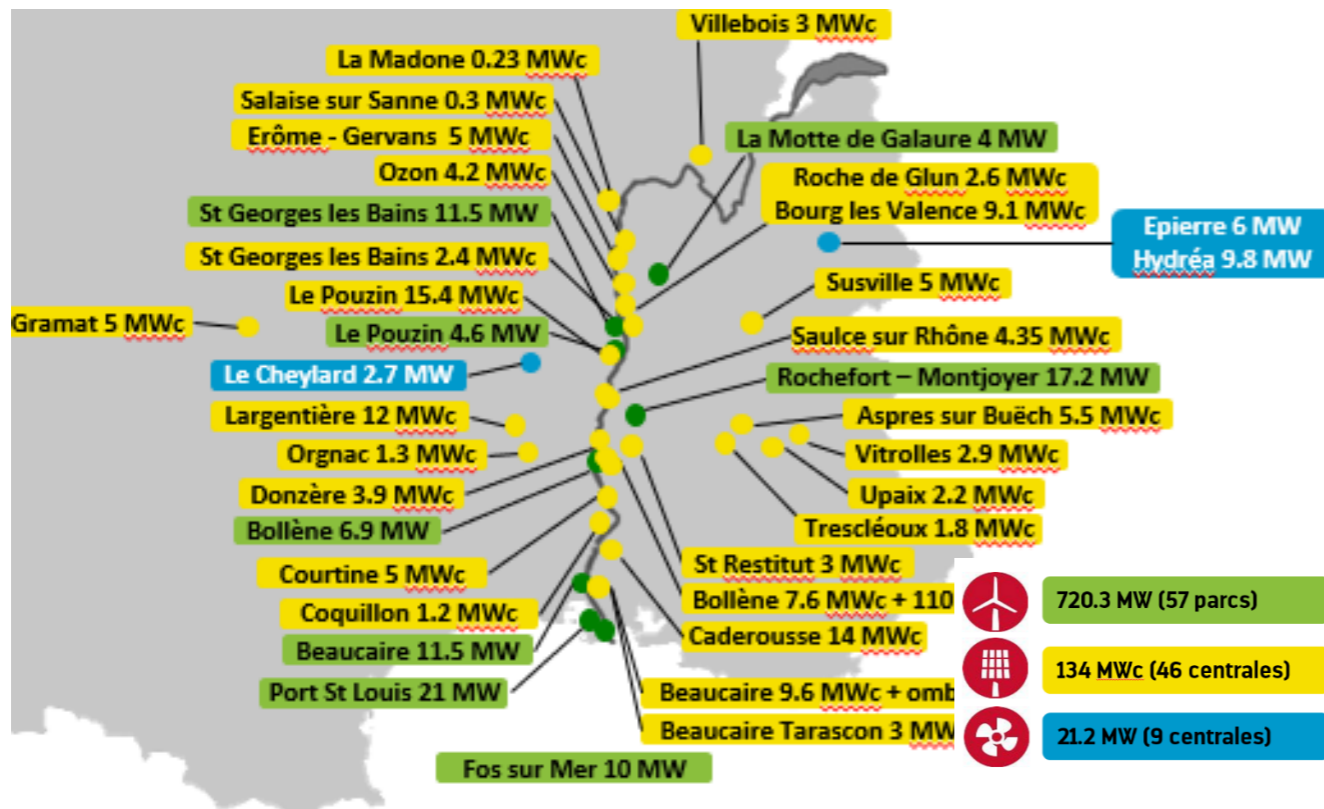 Villebois 3 MWc
La Madone 0.23 MWc
Salaise sur Sanne 0.3 MWc
Erôme - Gervans 5 MWc
La Motte de Galaure 4 MW
Ozon 4.2 MWc
Roche de Glun 2.6 MWc
Bourg les Valence 9.1 MWc
St Georges les Bains 11.5 MW
Epierre 6 MW
Hydréa 9.8 MW
St Georges les Bains 2.4 MWc
Susville 5 MWc
Le Pouzin 15.4 MWc
Gramat 5 MWc
Le Pouzin 4.6 MW
Saulce sur Rhône 4.35 MWc
Le Cheylard 2.7 MW
Rochefort – Montjoyer 17.2 MW
Largentière 12 MWc
Aspres sur Buëch 5.5 MWc
Orgnac 1.3 MWc
Vitrolles 2.9 MWc
Donzère 3.9 MWc
Upaix 2.2 MWc
Bollène 6.9 MW
Trescléoux 1.8 MWc
Courtine 5 MWc
St Restitut 3 MWc
Coquillon 1.2 MWc
Bollène 7.6 MWc + 110
720.3 MW (57 parcs)
Caderousse 14 MWc
Beaucaire 11.5 MW
134 MWc (46 centrales)
Port St Louis 21 MW
Beaucaire 9.6 MWc + omb
Beaucaire Tarascon 3 MW
21.2 MW (9 centrales)
Fos sur Mer 10 MW